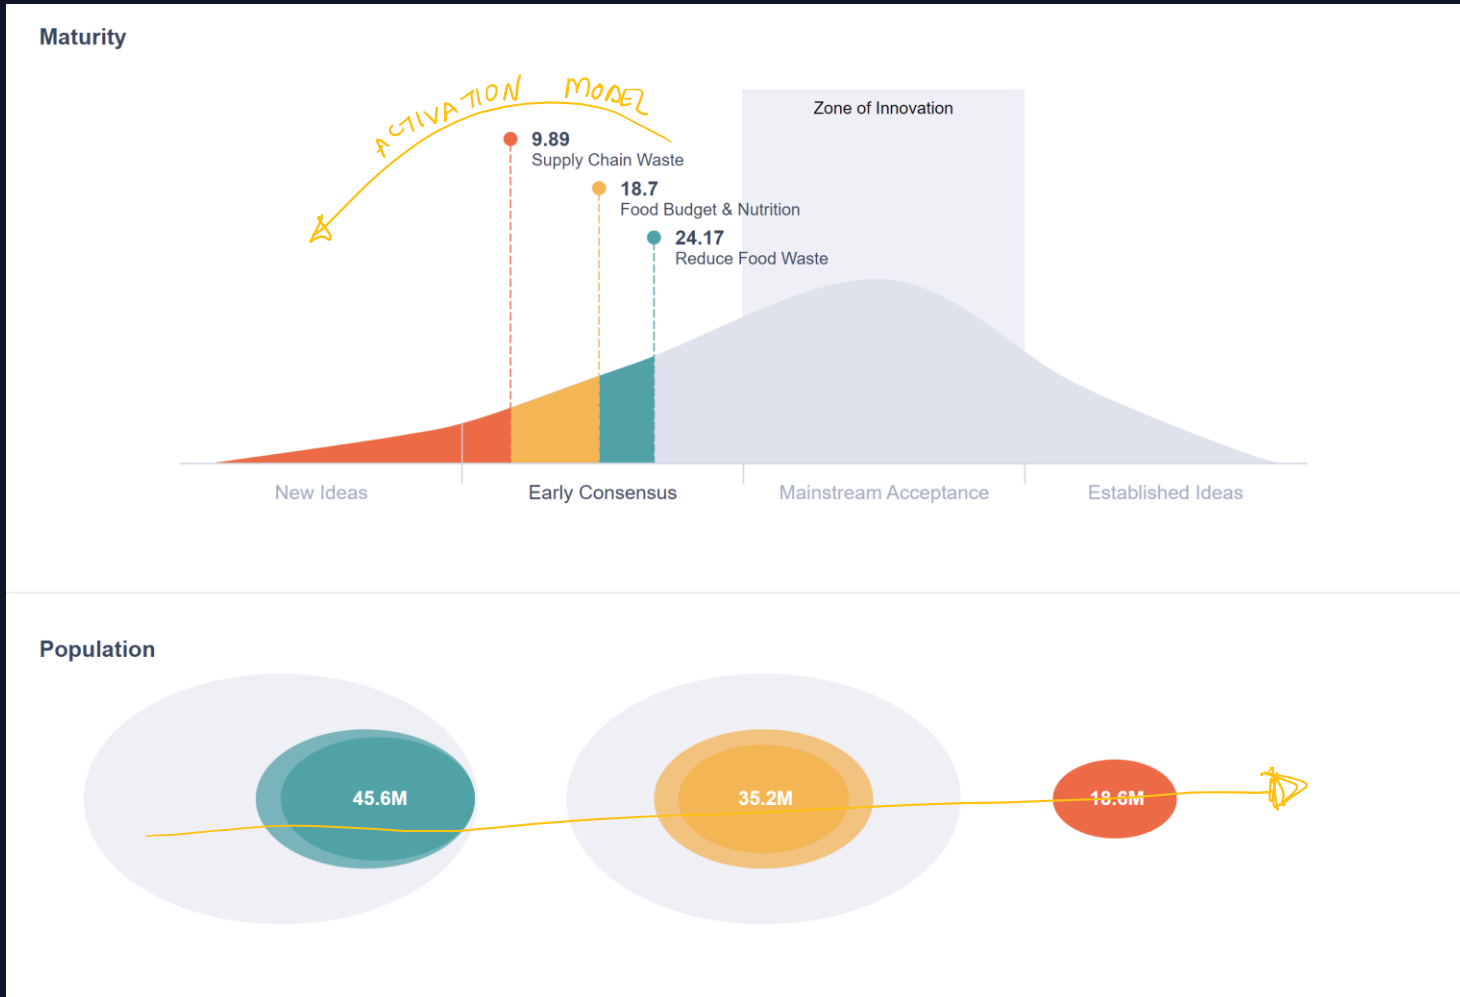 Maturity
ACTIVATION MODEL
Zone of Innovation
9.89
Supply Chain Waste
18.7
Food Budget & Nutrition
24.17
Reduce Food Waste
New Ideas
Early Consensus
Mainstream Acceptance
Established Ideas
Population
45.6M
35.2M
18.6M